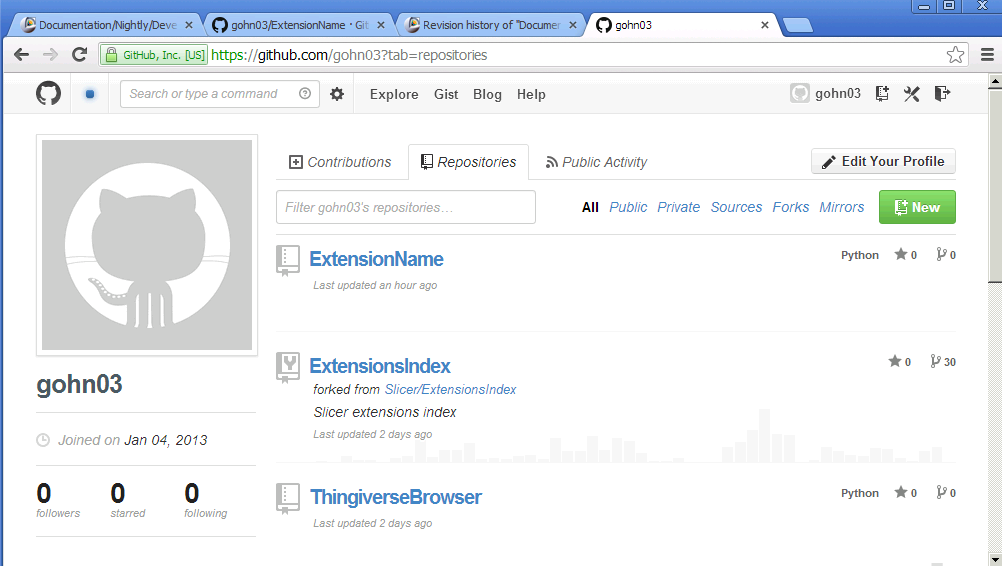 Documentation/Nightly/Deve
gohn03/ExtensionName · Git
Revision history of "Documen
gohn03
GitHub, Inc. [US] https://github.com/gohn03?tab=repositories
Search or type a command
Explore Gist Blog Help
gohn03
Contributions Repositories Public Activity
Edit Your Profile
Filter gohn03's repositories…
All Public Private Sources Forks Mirrors
New
ExtensionName
Python 0 0
Last updated an hour ago
ExtensionsIndex
0 30
forked from Slicer/ExtensionsIndex
Slicer extensions index
Last updated 2 days ago
ThingiverseBrowser
Python 0 0
Last updated 2 days ago
gohn03
Joined on Jan 04, 2013
0 0 0
followers starred following